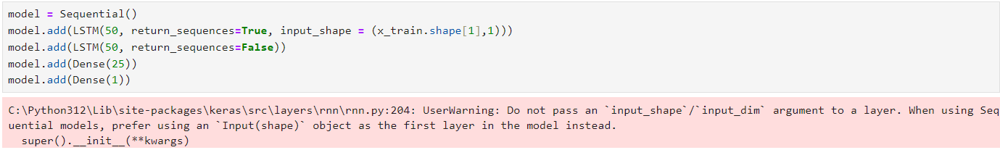 model = Sequential()
model.add(LSTM(50, return_sequences=True, input_shape = (x_train.shape[1],1)))
model.add(LSTM(50, return_sequences=False))
model.add(Dense(25))
model.add(Dense(1))
C:\Python312\Lib\site-packages\keras\src\layers\rnn\rnn.py:204: UserWarning: Do not pass an `input_shape`/`input_dim` argument to a layer. When using Seq
uential models, prefer using an `Input(shape)` object as the first layer in the model instead.
  super().__init__(**kwargs)